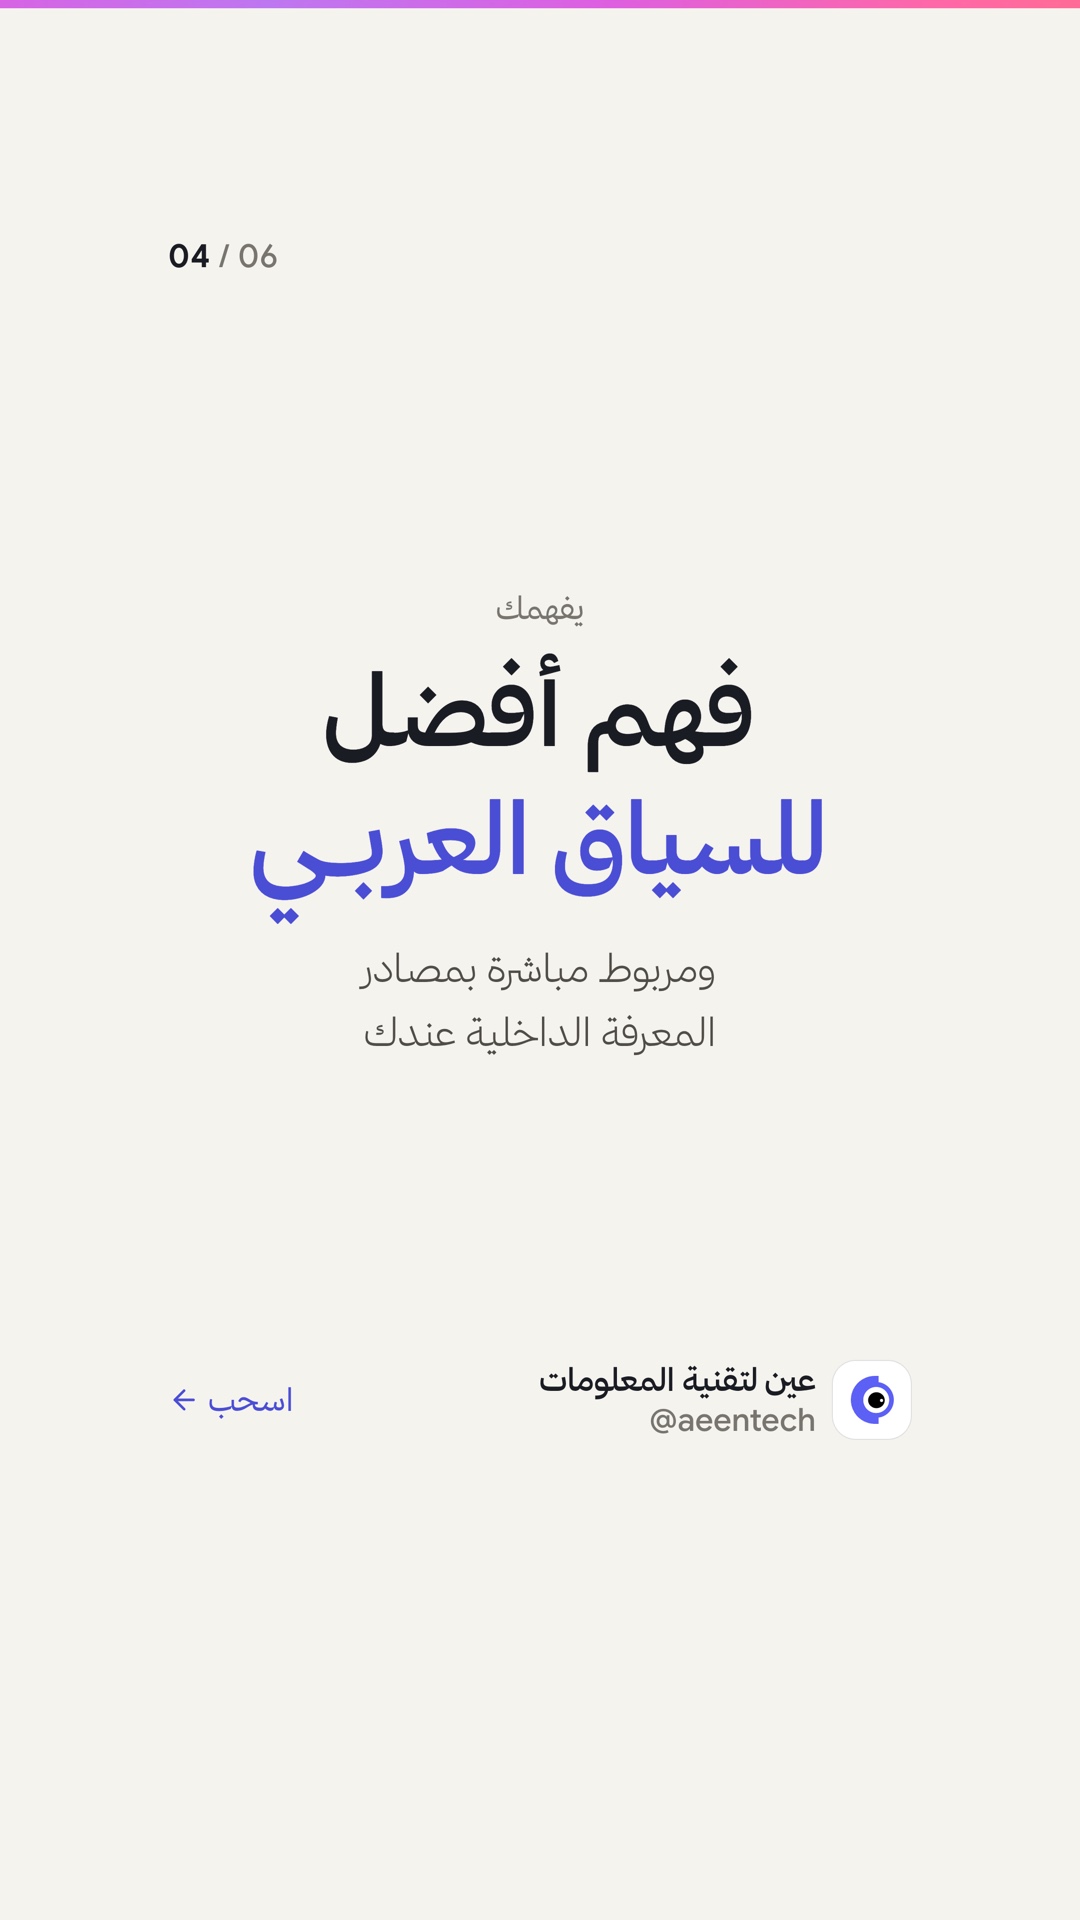 04 / 06
يفهمك
فهم أفضل
للسياق العربي
ومربوط مباشرة بمصادر
المعرفة الداخلية عندك
عين لتقنية المعلومات
@aeentech
اسحب ←